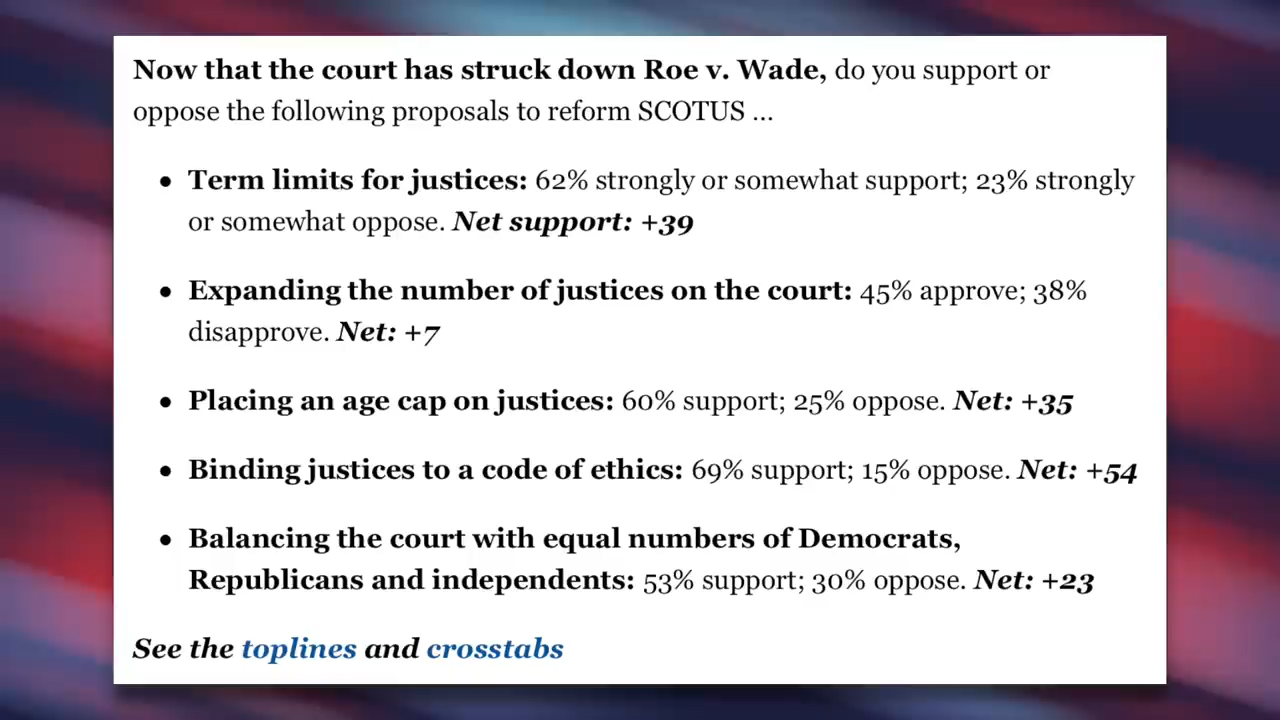 Now that the court has struck down Roe v. Wade, do you support or
oppose the following proposals to reform SCOTUS ...
• Term limits for justices: 62% strongly or somewhat support; 23% strongly
or somewhat oppose. Net support: +39
• Expanding the number of justices on the court: 45% approve; 38%
disapprove. Net: +7
• Placing an age cap on justices: 60% support; 25% oppose. Net: +35
• Binding justices to a code of ethics: 69% support; 15% oppose. Net: +54
• Balancing the court with equal numbers of Democrats,
Republicans and independents: 53% support; 30% oppose. Net: +23
See the toplines and crosstabs